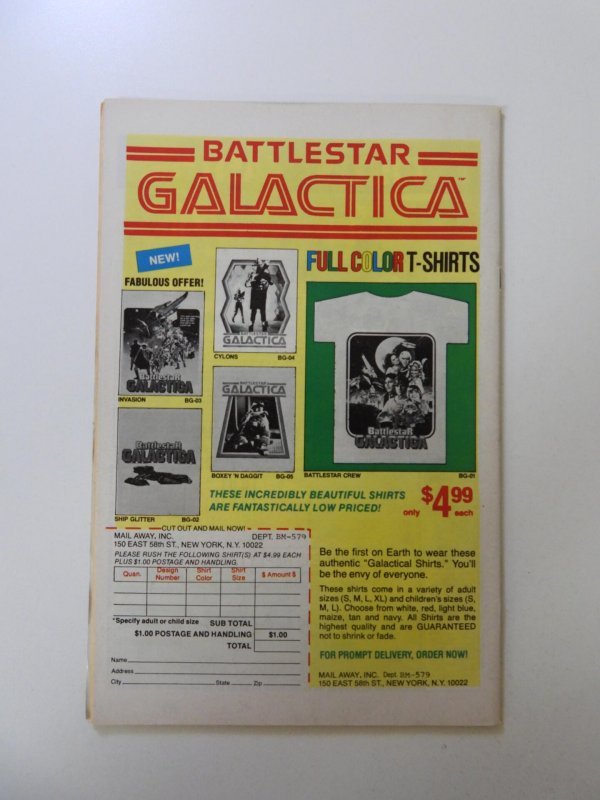 BATTLESTAR
GALACTICA™
NEW!
FULL COLOR T-SHIRTS
FABULOUS OFFER!
BATTLESTAR
GALACTICA
CYLONS BG-04
BattlestaR
GALACTICA
INVASION BG-03
BATTLESTAR
GALACTICA
BOXEY 'N DAGGIT BG-05
BattlestaR
GALACTICA
BATTLESTAR CREW BG-01
BattlestaR
GALACTICA
SHIP GLITTER BG-02
THESE INCREDIBLY BEAUTIFUL SHIRTS
ARE FANTASTICALLY LOW PRICED!
only $4.99 each
CUT OUT AND MAIL NOW!
MAIL AWAY, INC. DEPT. BM-579
150 EAST 58th ST., NEW YORK, N.Y. 10022
PLEASE RUSH THE FOLLOWING SHIRT(S) AT $4.99 EACH
PLUS $1.00 POSTAGE AND HANDLING.
Quan. Design Number Shirt Color Shirt Size $ Amount $
*Specify adult or child size SUB TOTAL
$1.00 POSTAGE AND HANDLING $1.00
TOTAL
Name
Address
City State Zip
Be the first on Earth to wear these
authentic "Galactical Shirts." You'll
be the envy of everyone.
These shirts come in a variety of adult
sizes (S, M, L, XL) and children's sizes (S,
M, L). Choose from white, red, light blue,
maize, tan and navy. All Shirts are the
highest quality and are GUARANTEED
not to shrink or fade.
FOR PROMPT DELIVERY, ORDER NOW!
MAIL AWAY, INC. Dept. BM-579
150 EAST 58th ST., NEW YORK, N.Y. 10022